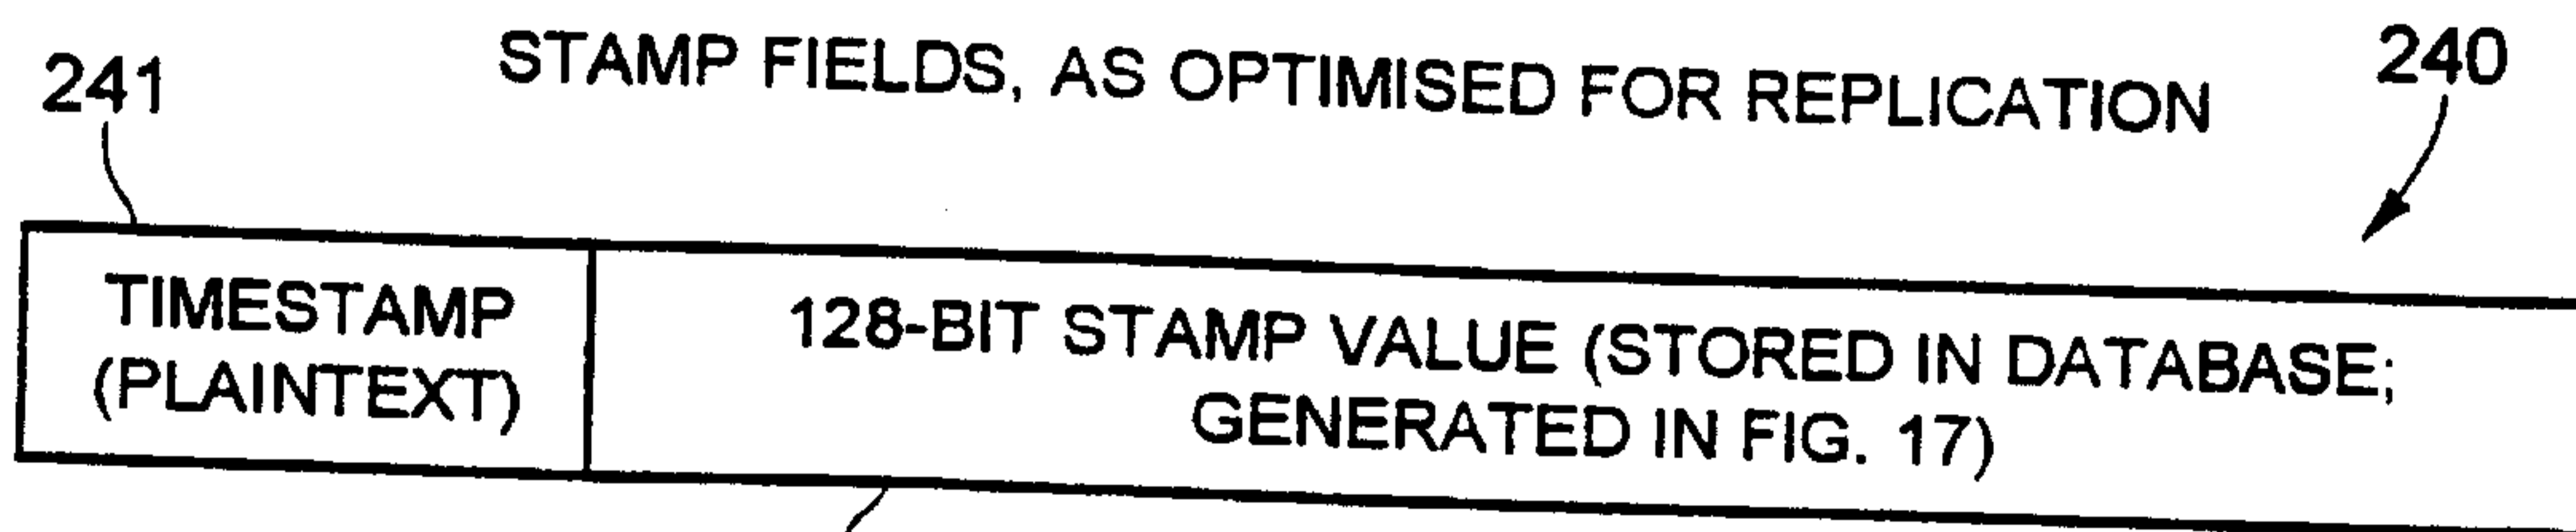 241
STAMP FIELDS, AS OPTIMISED FOR REPLICATION
240
TIMESTAMP
(PLAINTEXT)
128-BIT STAMP VALUE (STORED IN DATABASE;
GENERATED IN FIG. 17)